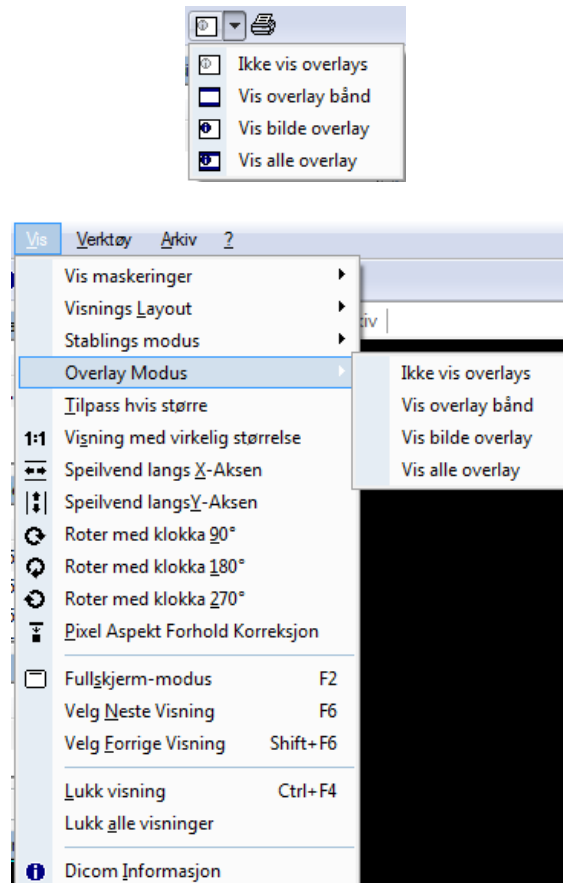 Ikke vis overlays
Vis overlay bånd
Vis bilde overlay
Vis alle overlay
Vis Verktøy Arkiv ?
Vis maskeringer
Visnings Layout
Stablings modus
Overlay Modus
Tilpass hvis større
1:1 Visning med virkelig størrelse
Speilvend langs X-Aksen
Speilvend langsY-Aksen
Roter med klokka 90°
Roter med klokka 180°
Roter med klokka 270°
Pixel Aspekt Forhold Korreksjon
Fullskjerm-modus F2
Velg Neste Visning F6
Velg Forrige Visning Shift+F6
Lukk visning Ctrl+F4
Lukk alle visninger
Dicom Informasjon
Ikke vis overlays
Vis overlay bånd
Vis bilde overlay
Vis alle overlay